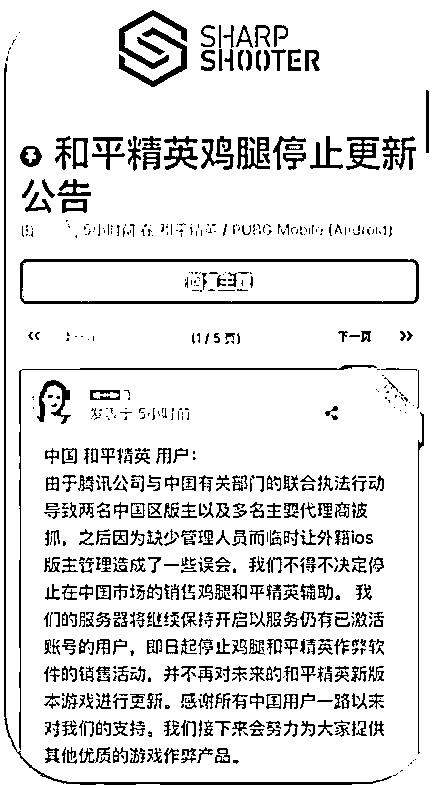 SHARP
SHOOTER
和平精英鸡腿停止更新
公告
5小时前 在 和平精英 / PUBG Mobile (Android)
回复主题
<<
(1 / 5 页)
下一页 >>
发表于 5小时前
中国 和平精英 用户：
由于腾讯公司与中国有关部门的联合执法行动
导致两名中国区版主以及多名主要代理商被
抓，之后因为缺少管理人员而临时让外籍ios
版主管理造成了一些误会，我们不得不决定停
止在中国市场的销售鸡腿和平精英辅助。 我
们的服务器将继续保持开启以服务仍有已激活
账号的用户，即日起停止鸡腿和平精英作弊软
件的销售活动，并不再对未来的和平精英新版
本游戏进行更新。感谢所有中国用户一路以来
对我们的支持。我们接下来会努力为大家提供
其他优质的游戏作弊产品。